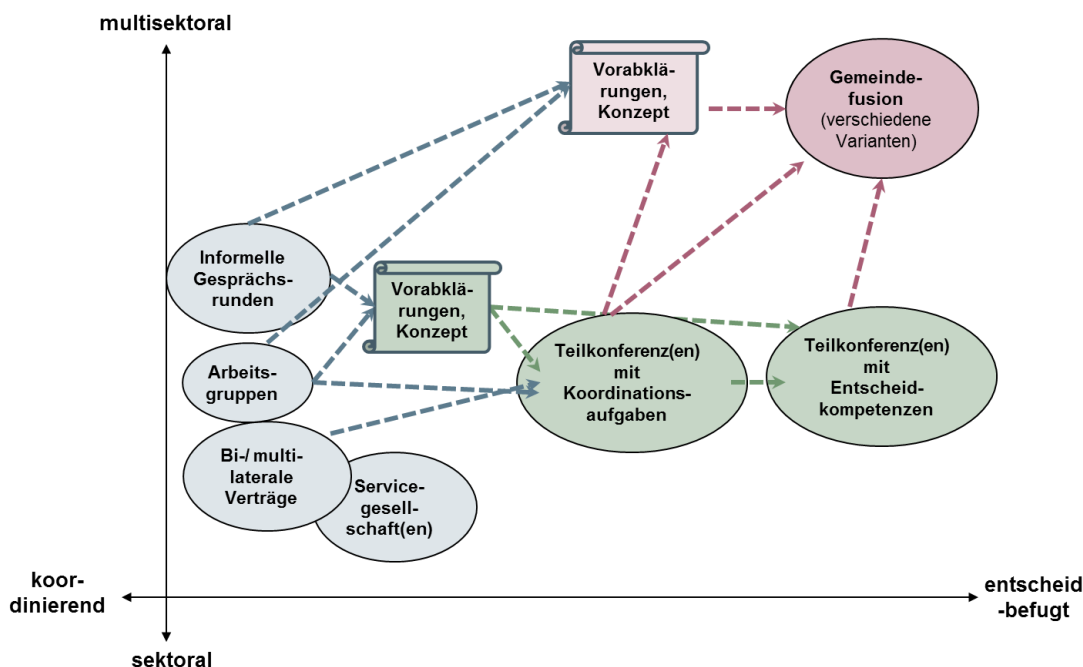 multisektoral
Vorabklä-
rungen,
Konzept
Gemeinde-
fusion
(verschiedene
Varianten)
Informelle
Gesprächs-
runden
Vorabklä-
rungen,
Konzept
Arbeits-
gruppen
Teilkonferenz(en)
mit
Koordinations-
aufgaben
Teilkonferenz(en)
mit
Entscheid-
kompetenzen
Bi-/ multi-
laterale
Verträge
Service-
gesell-
schaft(en)
koor-
dinierend
entscheid
-befugt
sektoral